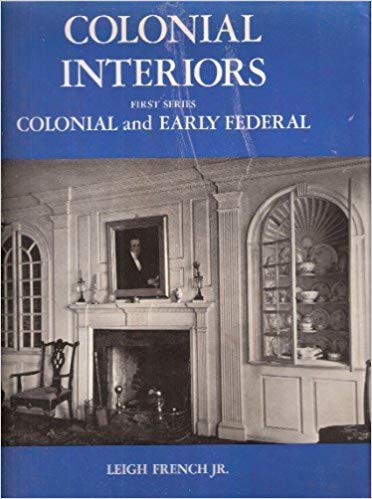 COLONIAL
INTERIORS
FIRST SERIES
COLONIAL and EARLY FEDERAL
LEIGH FRENCH JR.